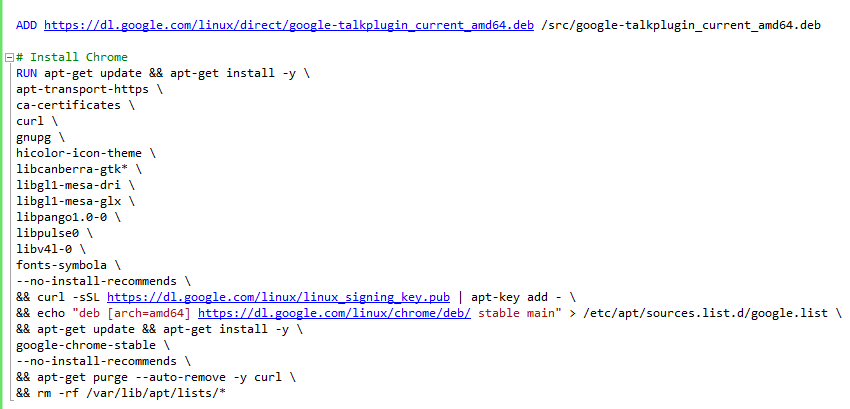 ADD https://dl.google.com/linux/direct/google-talkplugin_current_amd64.deb /src/google-talkplugin_current_amd64.deb
# Install Chrome
RUN apt-get update && apt-get install -y \
apt-transport-https \
ca-certificates \
curl \
gnupg \
hicolor-icon-theme \
libcanberra-gtk* \
libgl1-mesa-dri \
libgl1-mesa-glx \
libpango1.0-0 \
libpulse0 \
libv4l-0 \
fonts-symbola \
--no-install-recommends \
&& curl -sSL https://dl.google.com/linux/linux_signing_key.pub | apt-key add - \
&& echo "deb [arch=amd64] https://dl.google.com/linux/chrome/deb/ stable main" > /etc/apt/sources.list.d/google.list \
&& apt-get update && apt-get install -y \
google-chrome-stable \
--no-install-recommends \
&& apt-get purge --auto-remove -y curl \
&& rm -rf /var/lib/apt/lists/*